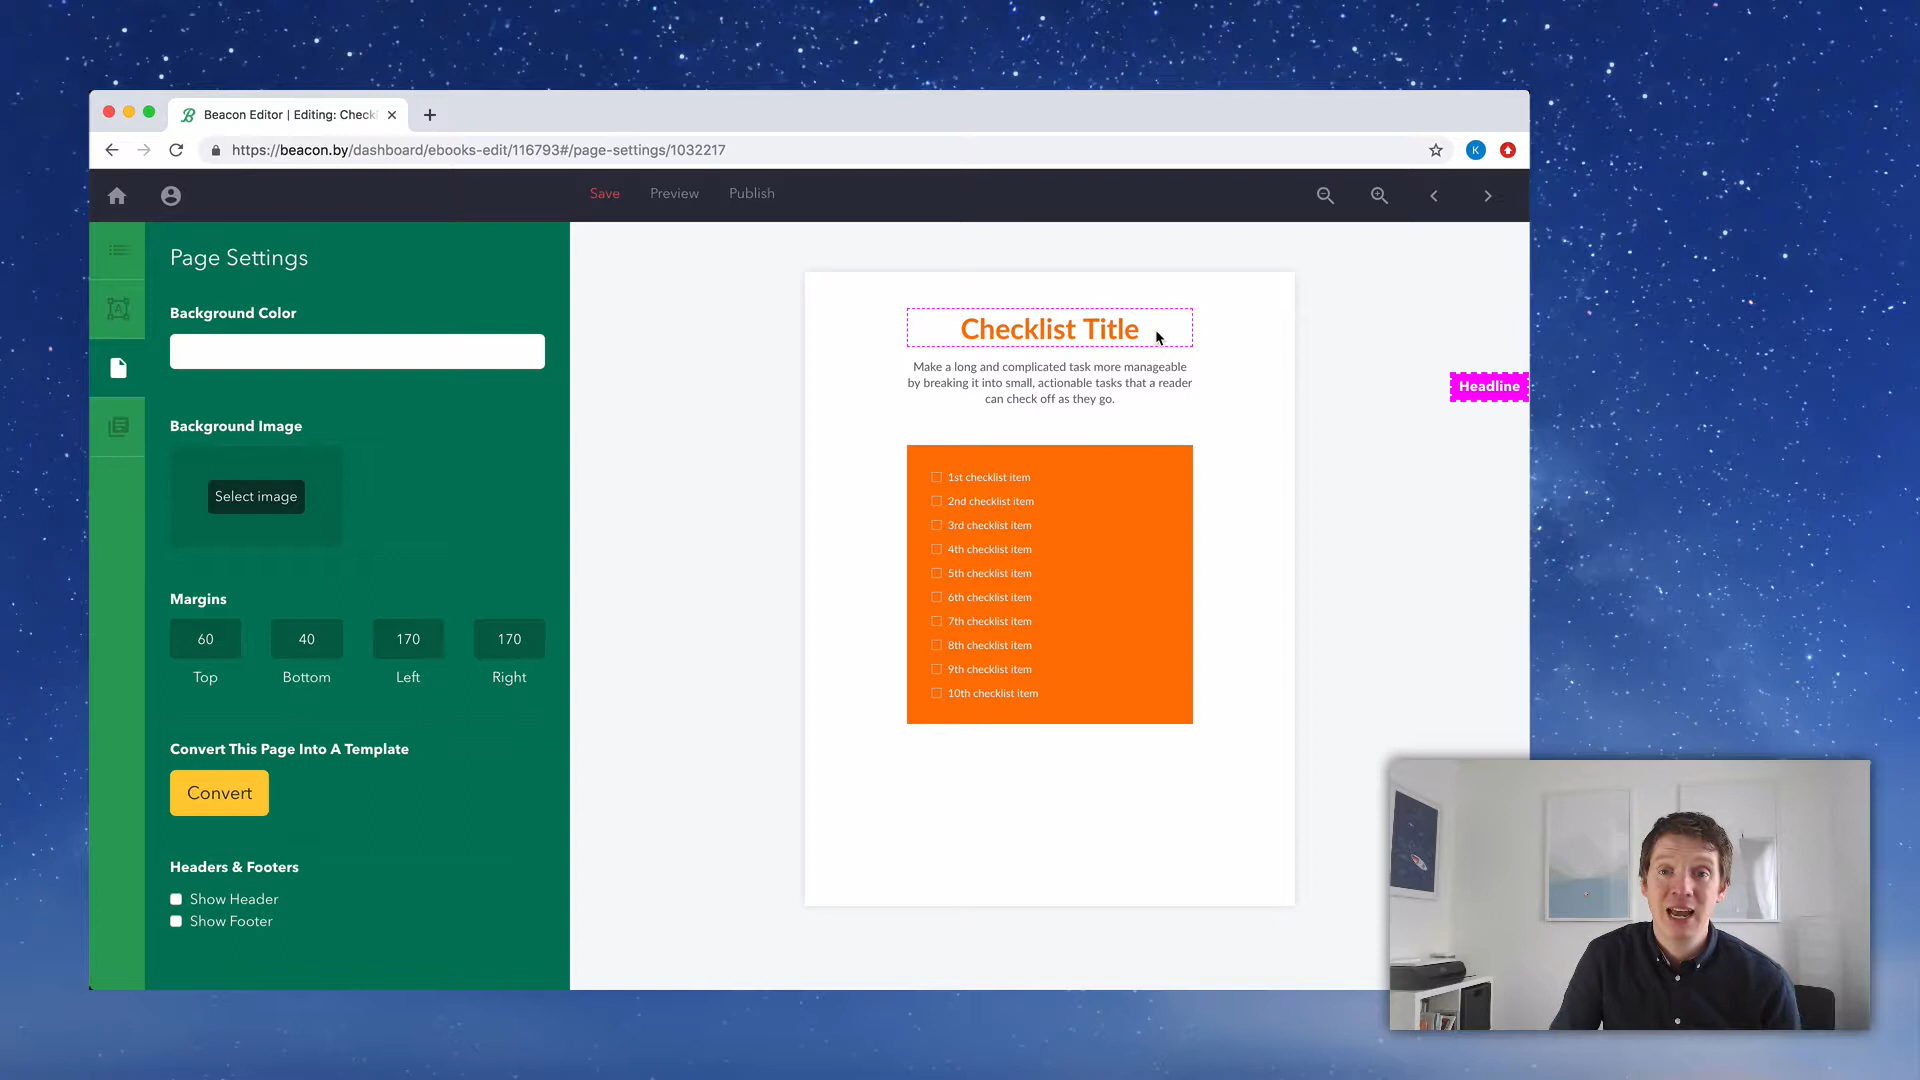 Beacon Editor | Editing: Check
https://beacon.by/dashboard/ebooks-edit/116793#/page-settings/1032217
K
Save Preview Publish
Page Settings
Background Color
Background Image
Select image
Margins
60 40 170 170
Top Bottom Left Right
Convert This Page Into A Template
Convert
Headers & Footers
Show Header
Show Footer
Checklist Title
Make a long and complicated task more manageable
by breaking it into small, actionable tasks that a reader
can check off as they go.
1st checklist item
2nd checklist item
3rd checklist item
4th checklist item
5th checklist item
6th checklist item
7th checklist item
8th checklist item
9th checklist item
10th checklist item
Headline